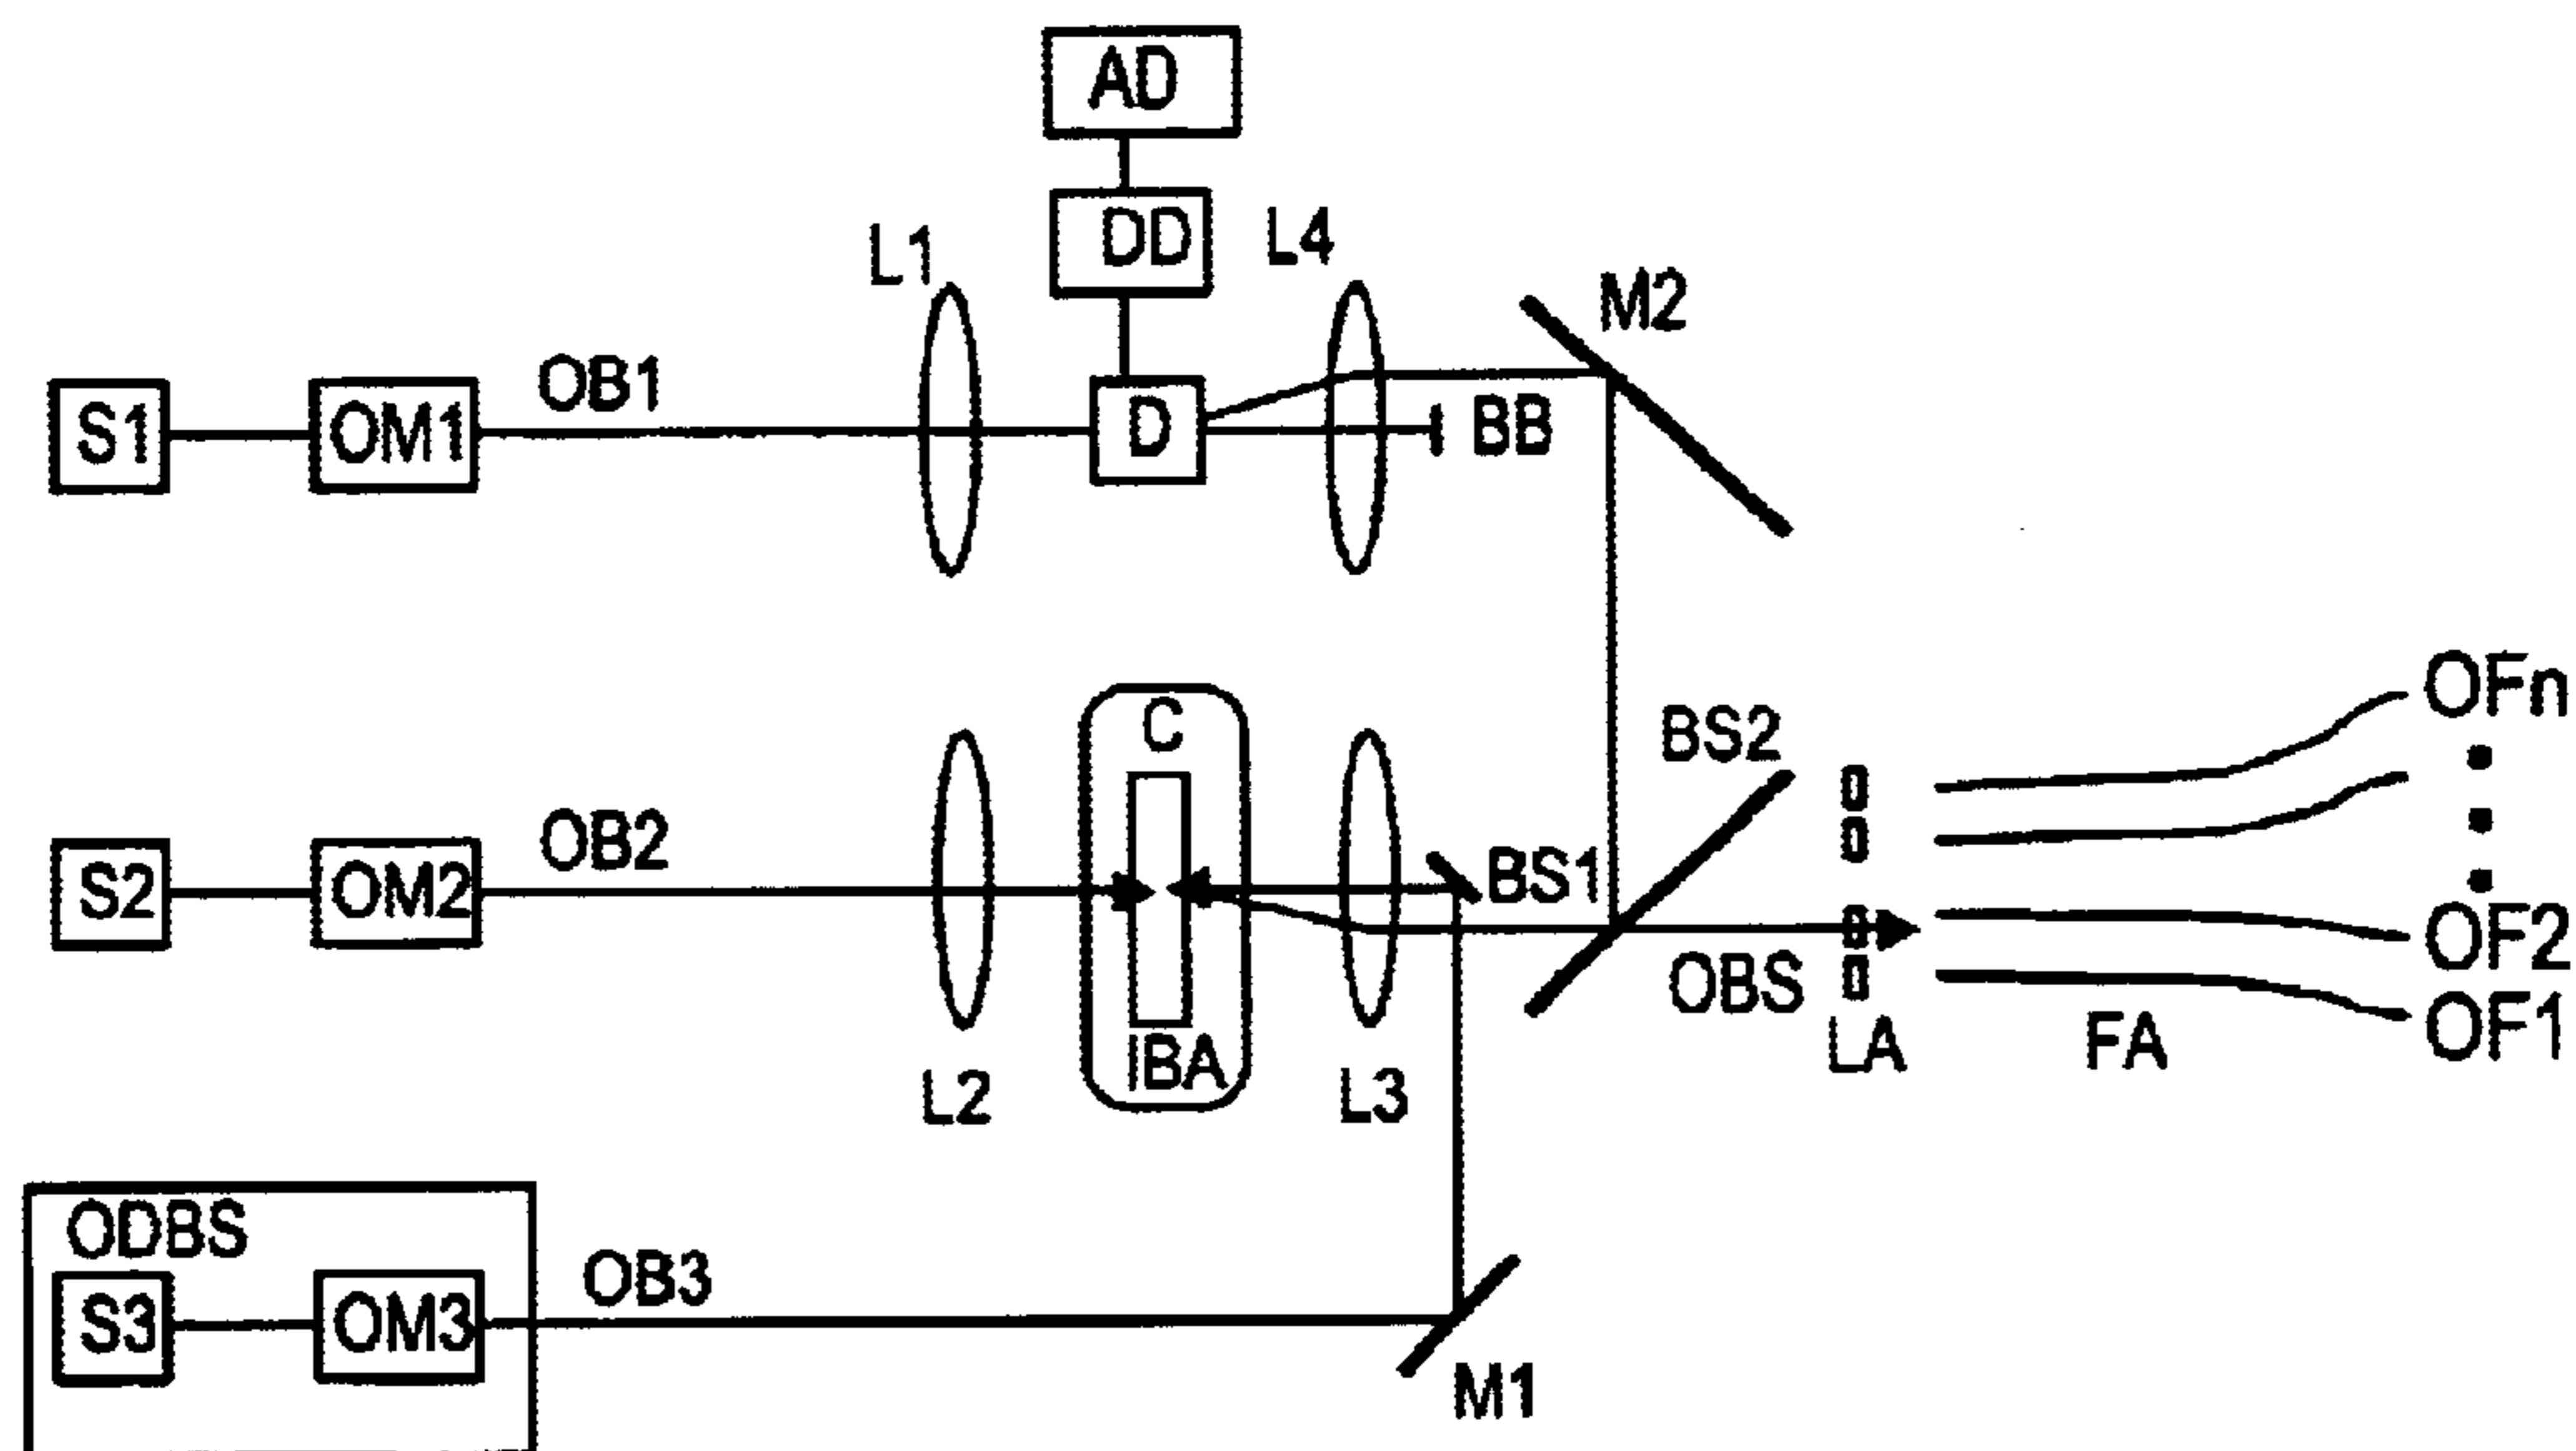 AD
DD
L1
L4
M2
S1
OM1
OB1
D
BB
OFn
C
BS2
S2
OM2
OB2
BS1
OF2
OBS
OF1
LA
FA
IBA
L2
L3
ODBS
OB3
S3
OM3
M1